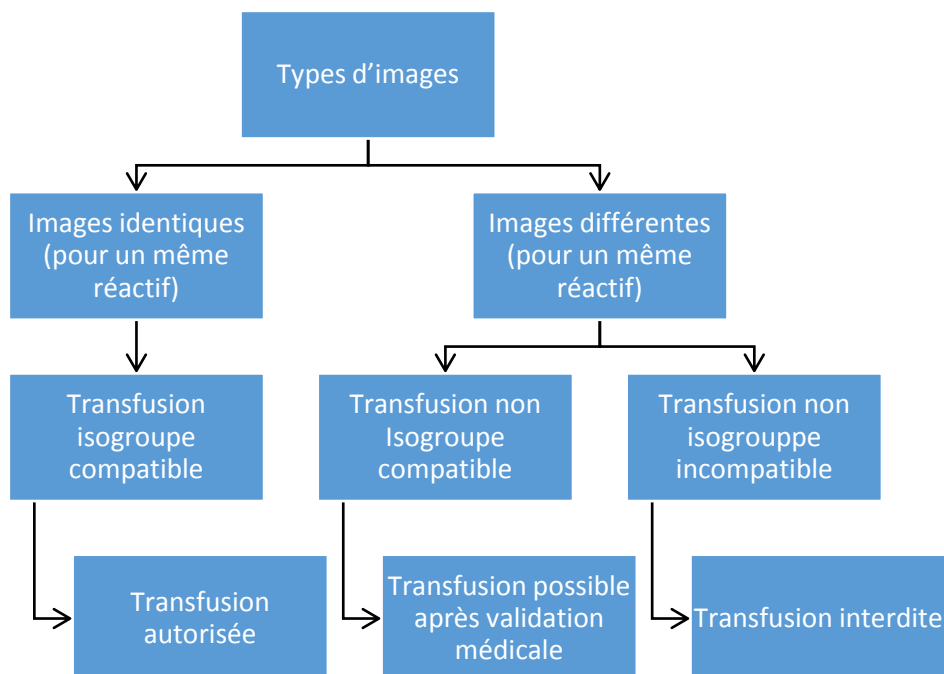 Types d'images
Images identiques
(pour un même
réactif)
Images différentes
(pour un même
réactif)
Transfusion
isogroupe
compatible
Transfusion non
Isogroupe
compatible
Transfusion non
isogrouppe
incompatible
Transfusion
autorisée
Transfusion possible
après validation
médicale
Transfusion interdite